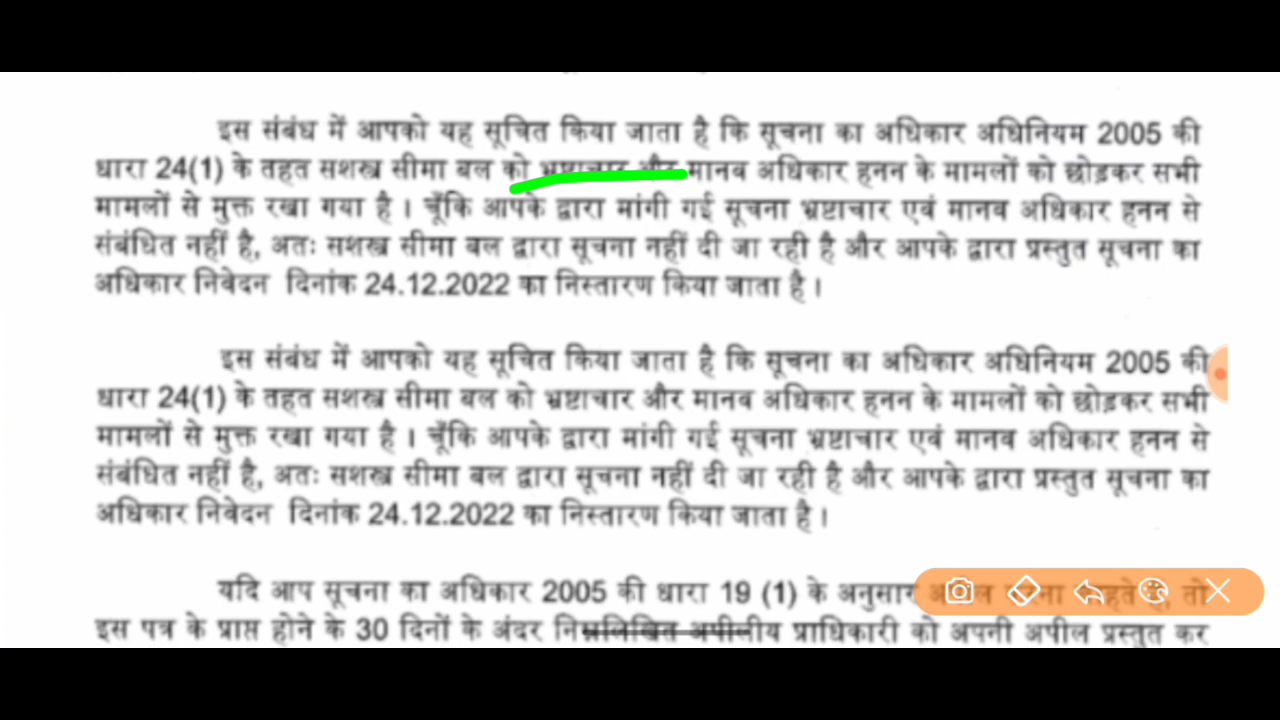 इस संबंध में आपको यह सूचित किया जाता है कि सूचना का अधिकार अधिनियम 2005 की
धारा 24(1) के तहत सशस्त्र सीमा बल को भ्रष्टाचार और मानव अधिकार हनन के मामलों को छोड़कर सभी
मामलों से मुक्त रखा गया है । चूँकि आपके द्वारा मांगी गई सूचना भ्रष्टाचार एवं मानव अधिकार हनन से
संबंधित नहीं है, अतः सशस्त्र सीमा बल द्वारा सूचना नहीं दी जा रही है और आपके द्वारा प्रस्तुत सूचना का
अधिकार निवेदन दिनांक 24.12.2022 का निस्तारण किया जाता है ।
इस संबंध में आपको यह सूचित किया जाता है कि सूचना का अधिकार अधिनियम 2005 की
धारा 24(1) के तहत सशस्त्र सीमा बल को भ्रष्टाचार और मानव अधिकार हनन के मामलों को छोड़कर सभी
मामलों से मुक्त रखा गया है । चूँकि आपके द्वारा मांगी गई सूचना भ्रष्टाचार एवं मानव अधिकार हनन से
संबंधित नहीं है, अतः सशस्त्र सीमा बल द्वारा सूचना नहीं दी जा रही है और आपके द्वारा प्रस्तुत सूचना का
अधिकार निवेदन दिनांक 24.12.2022 का निस्तारण किया जाता है ।
यदि आप सूचना का अधिकार 2005 की धारा 19 (1) के अनुसार तो
इस पत्र के प्राप्त होने के 30 दिनों के अंदर निम्नलिखित अपीलीय प्राधिकारी को अपनी अपील प्रस्तुत कर